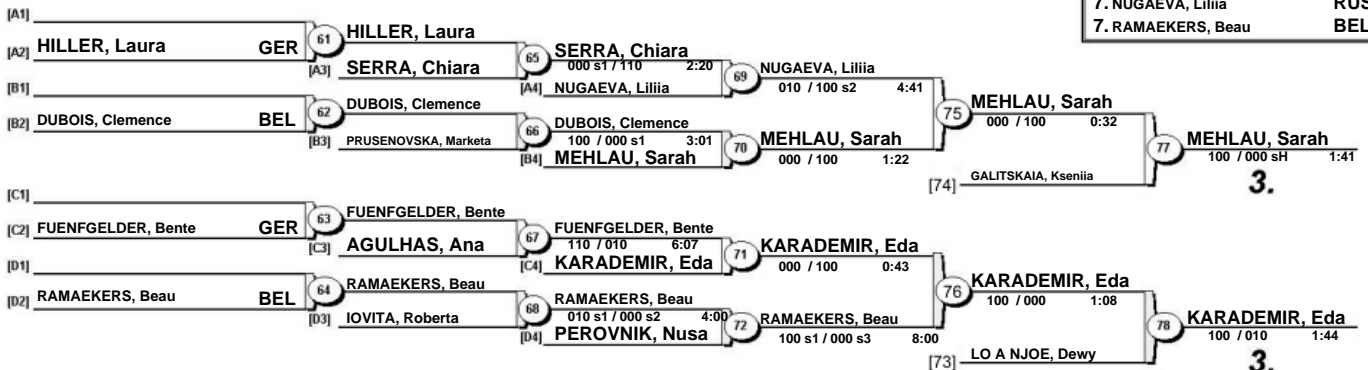 7. NUGAEVA, Liliia RUS
7. RAMAEKERS, Beau BEL
[A1]
[A2] HILLER, Laura GER
61
HILLER, Laura
[A3] SERRA, Chiara
65
SERRA, Chiara
000 s1 / 110 2:20
[A4] NUGAEVA, Liliia
69
NUGAEVA, Liliia
010 / 100 s2 4:41
[B1]
[B2] DUBOIS, Clemence BEL
62
DUBOIS, Clemence
[B3] PRUSENOVSKA, Marketa
66
DUBOIS, Clemence
100 / 000 s1 3:01
[B4] MEHLAU, Sarah
70
MEHLAU, Sarah
000 / 100 1:22
75
MEHLAU, Sarah
000 / 100 0:32
[74] GALITSKAIA, Kseniia
77
MEHLAU, Sarah
100 / 000 sH 1:41
3.
[C1]
[C2] FUENFGELDER, Bente GER
63
FUENFGELDER, Bente
[C3] AGULHAS, Ana
67
FUENFGELDER, Bente
110 / 010 6:07
[C4] KARADEMIR, Eda
71
KARADEMIR, Eda
000 / 100 0:43
[D1]
[D2] RAMAEKERS, Beau BEL
64
RAMAEKERS, Beau
[D3] IOVITA, Roberta
68
RAMAEKERS, Beau
010 s1 / 000 s2 4:00
[D4] PEROVNIK, Nusa
72
RAMAEKERS, Beau
100 s1 / 000 s3 8:00
76
KARADEMIR, Eda
100 / 000 1:08
[73] LO A NJOE, Dewy
78
KARADEMIR, Eda
100 / 010 1:44
3.